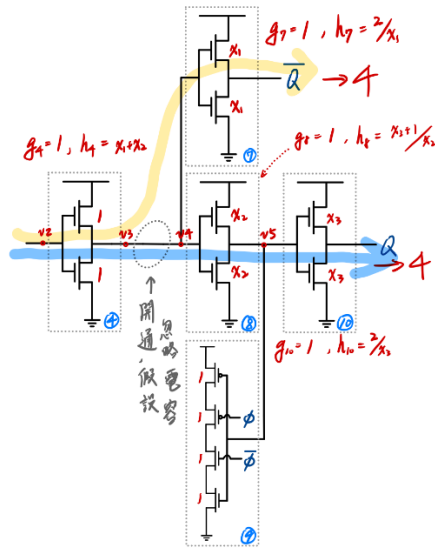 g₇=1 , h₇=2/x₁
x₁
Q̅
→4
x₁
⑦
g₄=1 , h₄=x₁+x₂
g₈=1 , h₈=x₃+1/x₂
1
x₂
x₃
v2
v3
v4
v5
Q
1
x₂
x₃
→4
④
⑧
⑩
↑開通,假設
忽略電容
g₁₀=1 , h₁₀=2/x₃
1
1
ϕ
1
ϕ̅
1
⑨